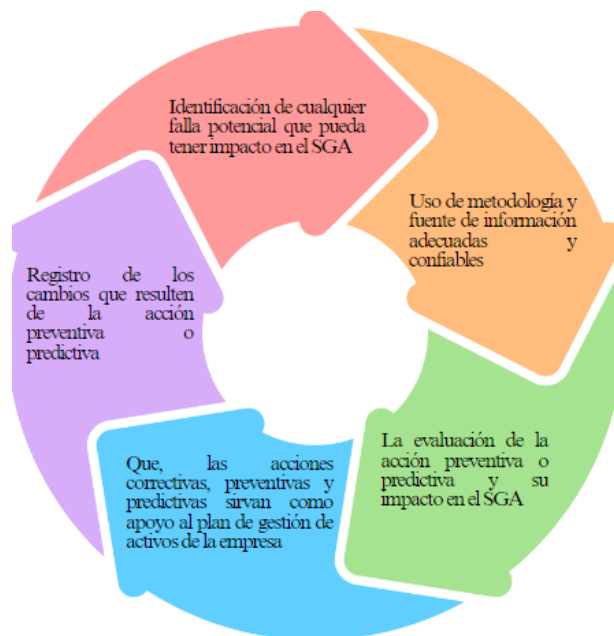 Identificación de cualquier
falla potencial que pueda
tener impacto en el SGA
Uso de metodología y
fuente de información
adecuadas y
confiables
La evaluación de la
acción preventiva o
predictiva y su
impacto en el SGA
Que, las acciones
correctivas, preventivas y
predictivas sirvan como
apoyo al plan de gestión de
activos de la empresa
Registro de los
cambios que resulten
de la acción
preventiva o
predictiva